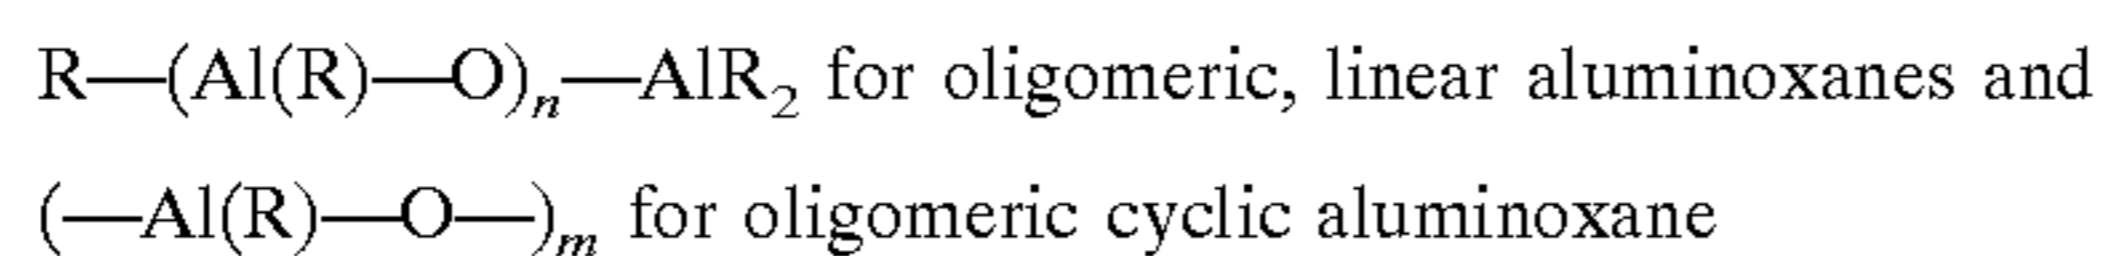 R—(Al(R)—O)n—AlR2 for oligomeric, linear aluminoxanes and
(—Al(R)—O—)m for oligomeric cyclic aluminoxane